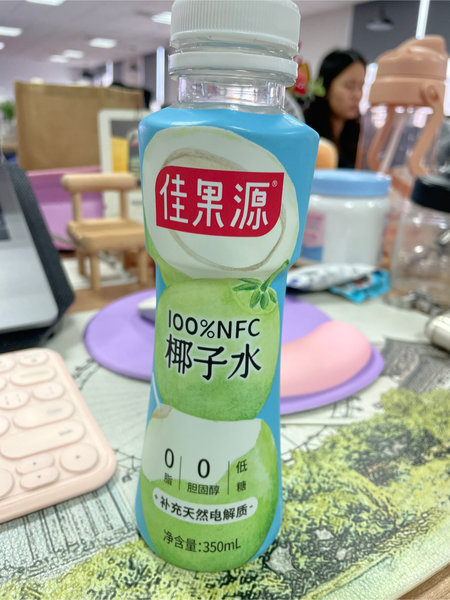 佳果源®
100%NFC
椰子水
0 0 低
脂 胆固醇 糖
补充天然电解质
净含量:350mL